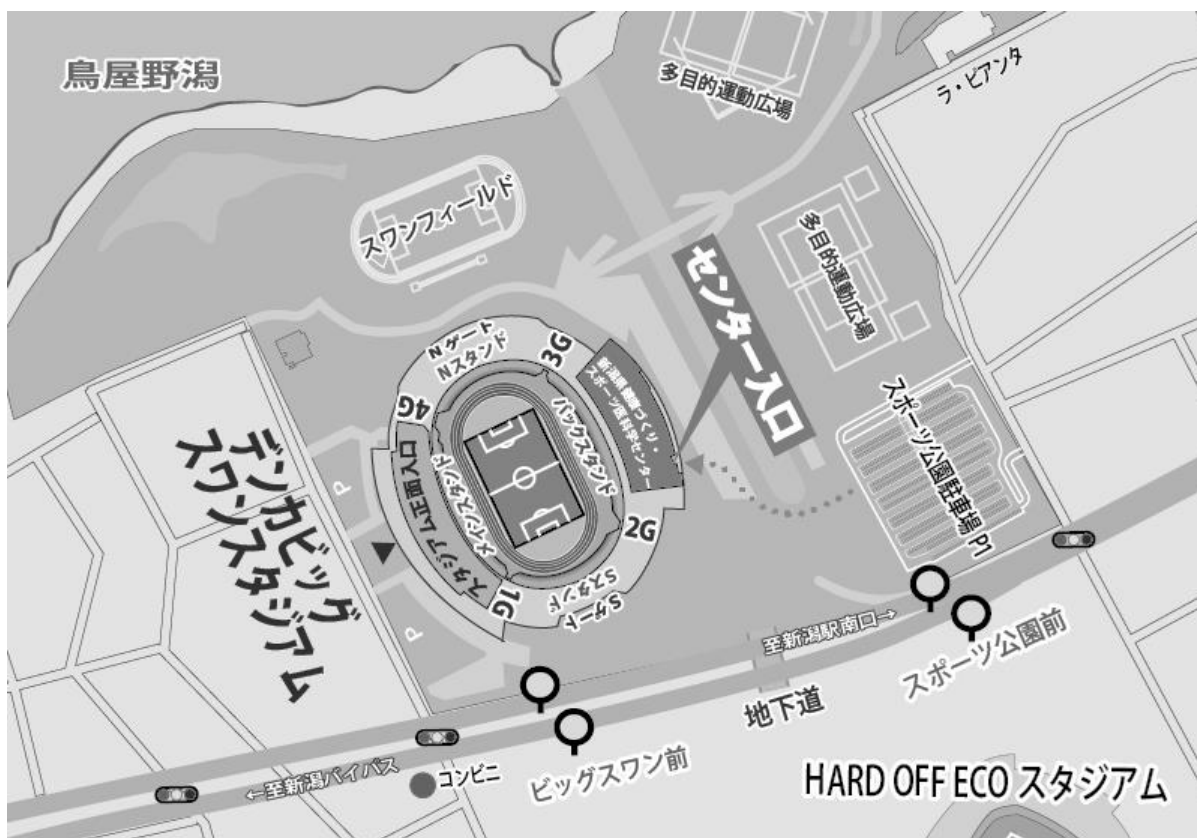 鳥屋野潟
多目的運動広場
ラ・ピアンタ
スワンフィールド
多目的運動広場
センター入口
Nゲート
Nスタンド
3G
新潟県健康づくり・
スポーツ医科学センター
4G
バックスタンド
スポーツ公園駐車場 P1
デンカビッグ
スワンスタジアム
P
スタジアム正面入口
メインスタンド
2G
1G
Sスタンド
Sゲート
P
至新潟駅南口→
スポーツ公園前
地下道
ビッグスワン前
コンビニ
←至新潟バイパス
HARD OFF ECO スタジアム